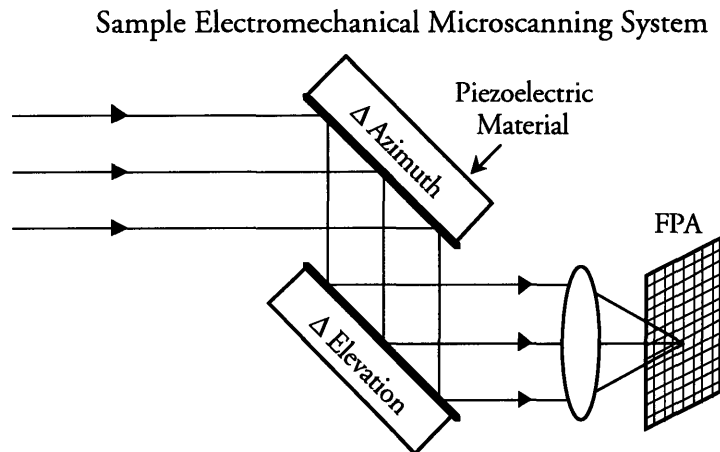 Sample Electromechanical Microscanning System
Piezoelectric
Material
Δ Azimuth
FPA
Δ Elevation